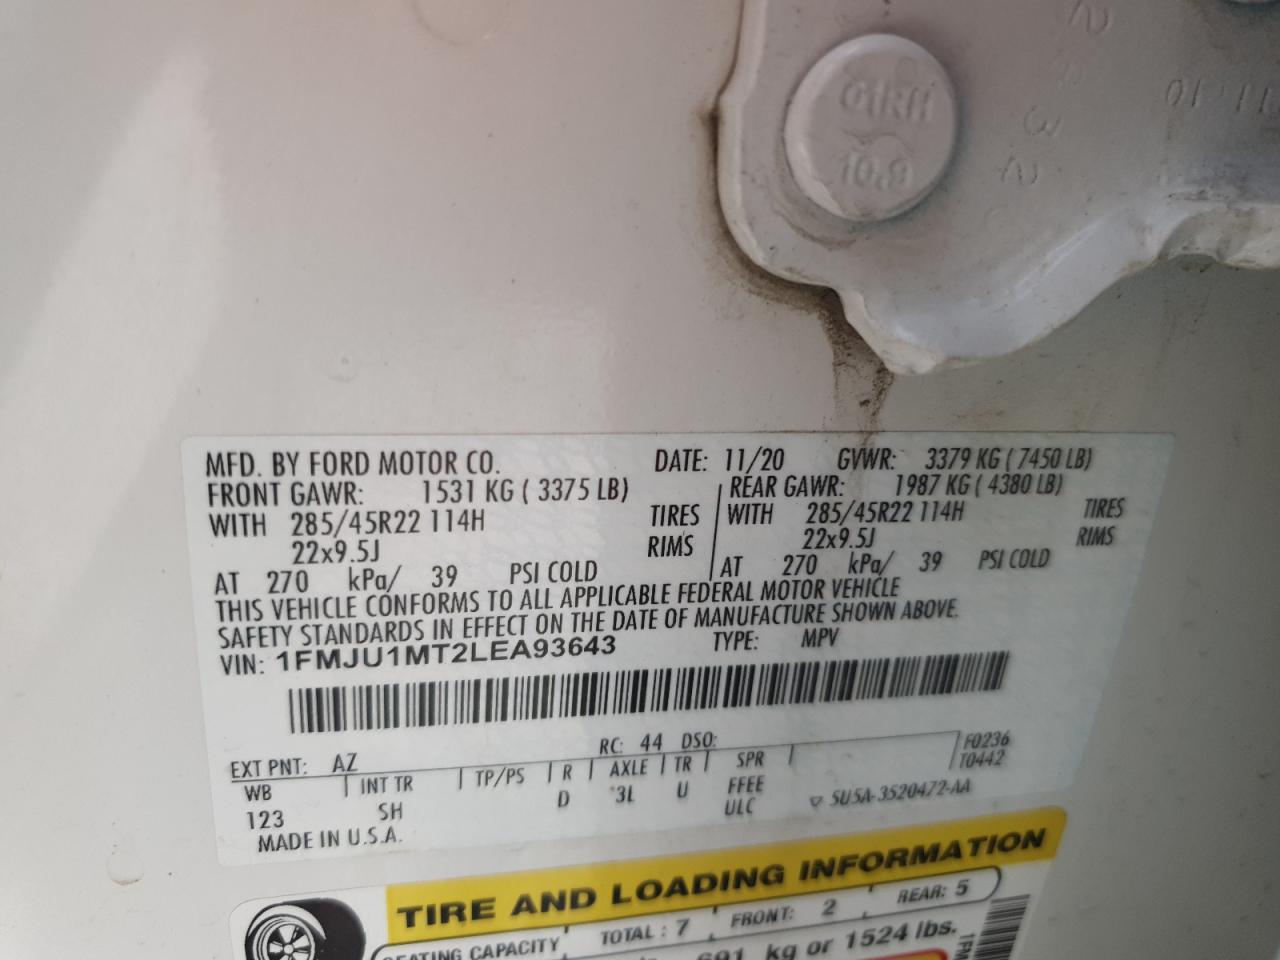 10.9
MFD. BY FORD MOTOR CO. DATE: 11/20 GVWR: 3379 KG ( 7450 LB)
FRONT GAWR: 1531 KG ( 3375 LB) REAR GAWR: 1987 KG ( 4380 LB)
WITH 285/45R22 114H TIRES WITH 285/45R22 114H TIRES
22x9.5J RIMS 22x9.5J RIMS
AT 270 kPa/ 39 PSI COLD AT 270 kPa/ 39 PSI COLD
THIS VEHICLE CONFORMS TO ALL APPLICABLE FEDERAL MOTOR VEHICLE
SAFETY STANDARDS IN EFFECT ON THE DATE OF MANUFACTURE SHOWN ABOVE.
VIN: 1FMJU1MT2LEA93643 TYPE: MPV
EXT PNT: AZ RC: 44 DSO: F0236
WB INT TR TP/PS R AXLE TR SPR T0442
123 SH D 3L U FFEE
ULC 5U5A-3520472-AA
MADE IN U.S.A.
TIRE AND LOADING INFORMATION
SEATING CAPACITY TOTAL : 7 FRONT: 2 REAR: 5
691 kg or 1524 lbs.